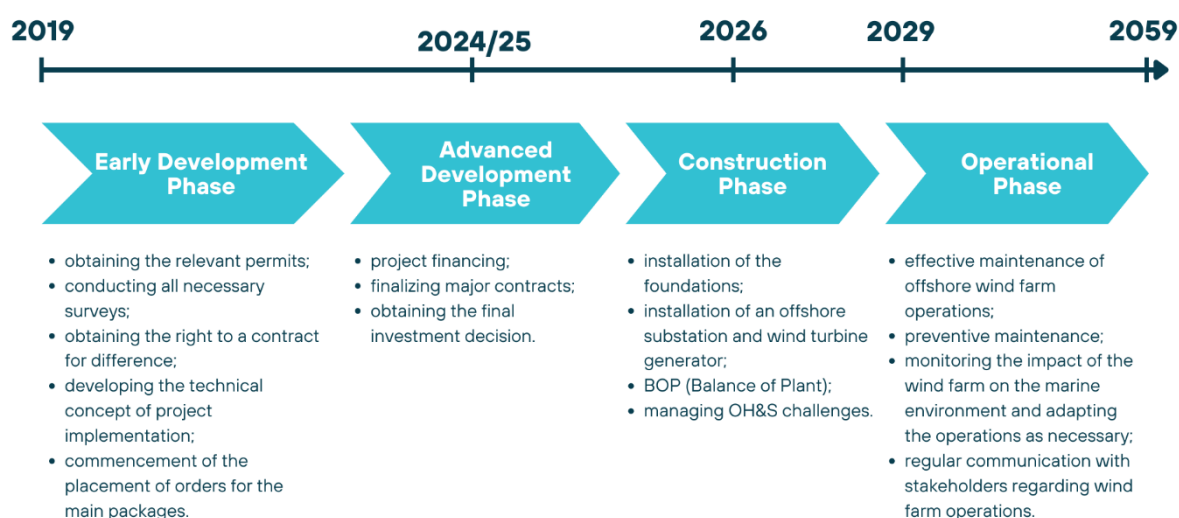 2019
2024/25
2026
2029
2059
Early Development
Phase
Advanced
Development
Phase
Construction
Phase
Operational
Phase
• obtaining the relevant permits;
• conducting all necessary
surveys;
• obtaining the right to a contract
for difference;
• developing the technical
concept of project
implementation;
• commencement of the
placement of orders for the
main packages.
• project financing;
• finalizing major contracts;
• obtaining the final
investment decision.
• installation of the
foundations;
• installation of an offshore
substation and wind turbine
generator;
• BOP (Balance of Plant);
• managing OH&S challenges.
• effective maintenance of
offshore wind farm
operations;
• preventive maintenance;
• monitoring the impact of the
wind farm on the marine
environment and adapting
the operations as necessary;
• regular communication with
stakeholders regarding wind
farm operations.